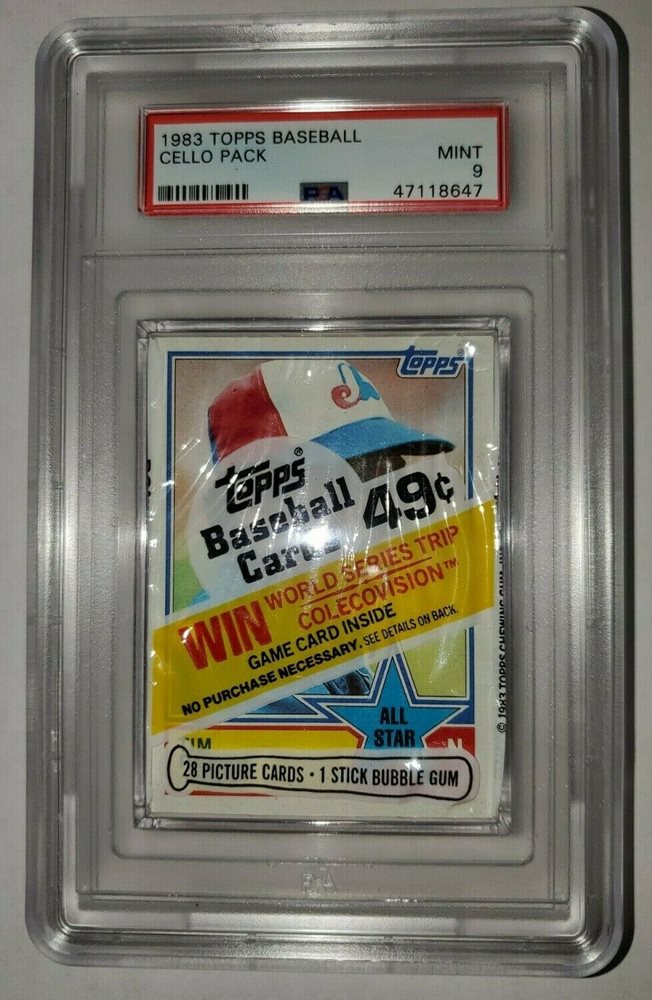 1983 TOPPS BASEBALL
CELLO PACK
MINT
9
PSA
47118647
TOPPS®
TOPPS®
Baseball
Cards
49¢
WIN
WORLD SERIES TRIP
COLECOVISION™
GAME CARD INSIDE
NO PURCHASE NECESSARY. SEE DETAILS ON BACK.
© 1983 TOPPS CHEWING GUM,
ALL
STAR
28 PICTURE CARDS · 1 STICK BUBBLE GUM